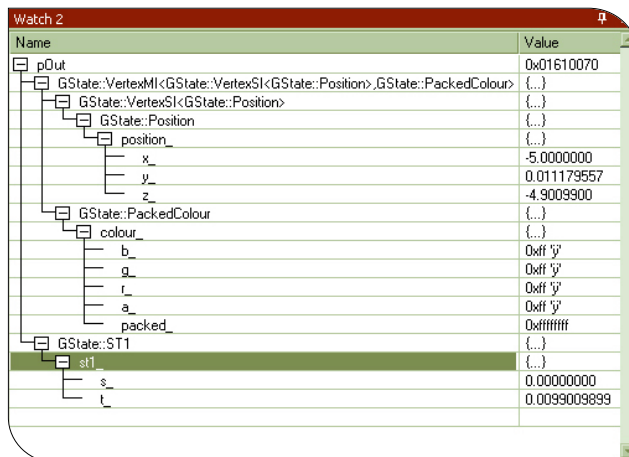 Watch 2
Name Value
pOut 0x01610070
GState::VertexMI<GState::VertexSI<GState::Position>,GState::PackedColour> {...}
GState::VertexSI<GState::Position> {...}
GState::Position {...}
position_ {...}
x_ -5.0000000
y_ 0.011179557
z_ -4.9009900
GState::PackedColour {...}
colour_ {...}
b_ 0xff 'ÿ'
g_ 0xff 'ÿ'
r_ 0xff 'ÿ'
a_ 0xff 'ÿ'
packed_ 0xffffffff
GState::ST1 {...}
st1_ {...}
s_ 0.00000000
t_ 0.0099009899